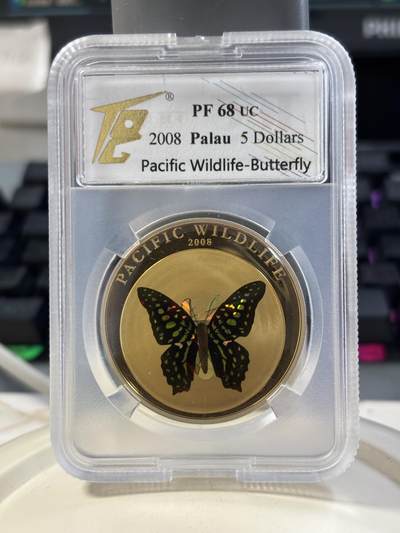 ®
PF 68 UC
2008 Palau 5 Dollars
Pacific Wildlife-Butterfly
PACIFIC WILDLIFE
2008